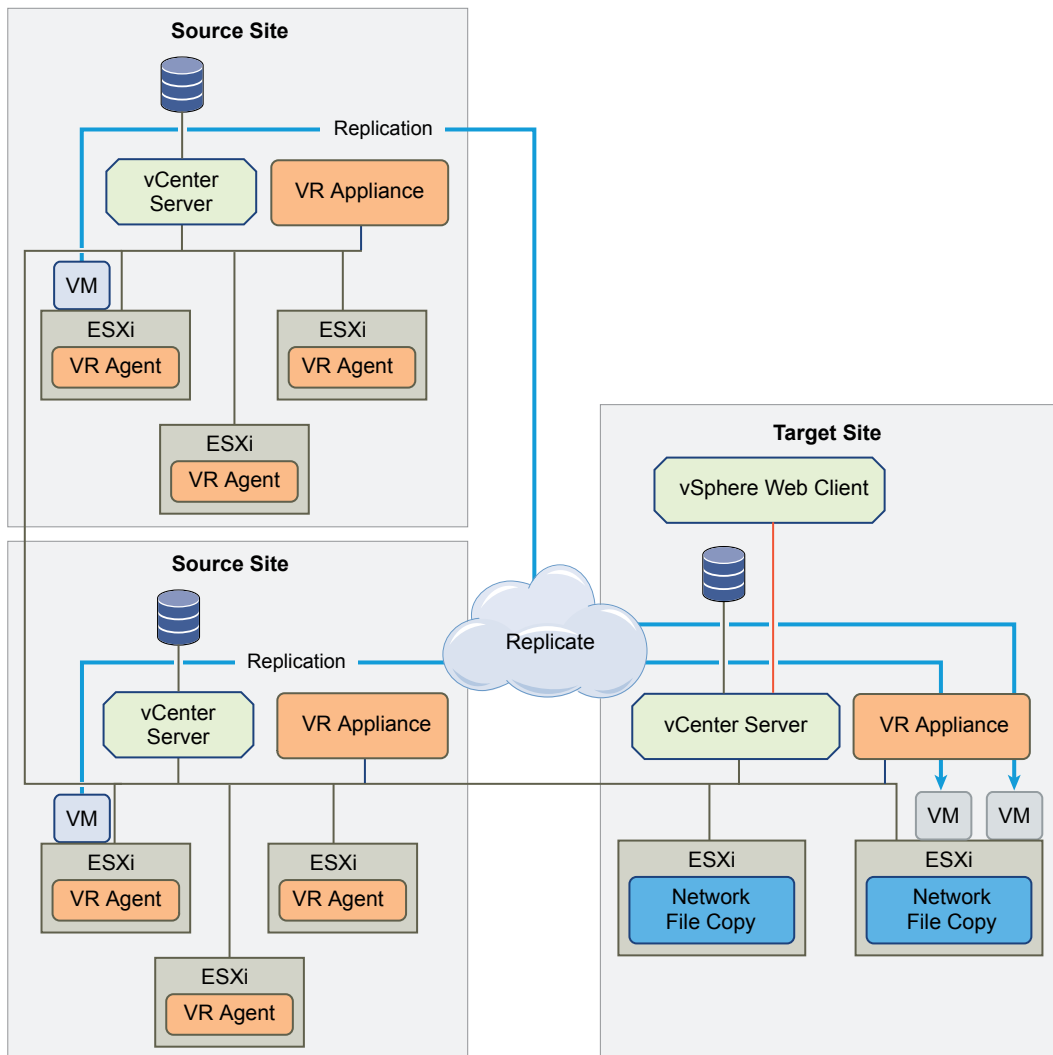 Source Site
Replication
vCenter
Server
VR Appliance
VM
ESXi
VR Agent
ESXi
VR Agent
ESXi
VR Agent
Source Site
Replication
vCenter
Server
VR Appliance
VM
ESXi
VR Agent
ESXi
VR Agent
ESXi
VR Agent
Replicate
Target Site
vSphere Web Client
vCenter Server
VR Appliance
VM
VM
ESXi
Network
File Copy
ESXi
Network
File Copy